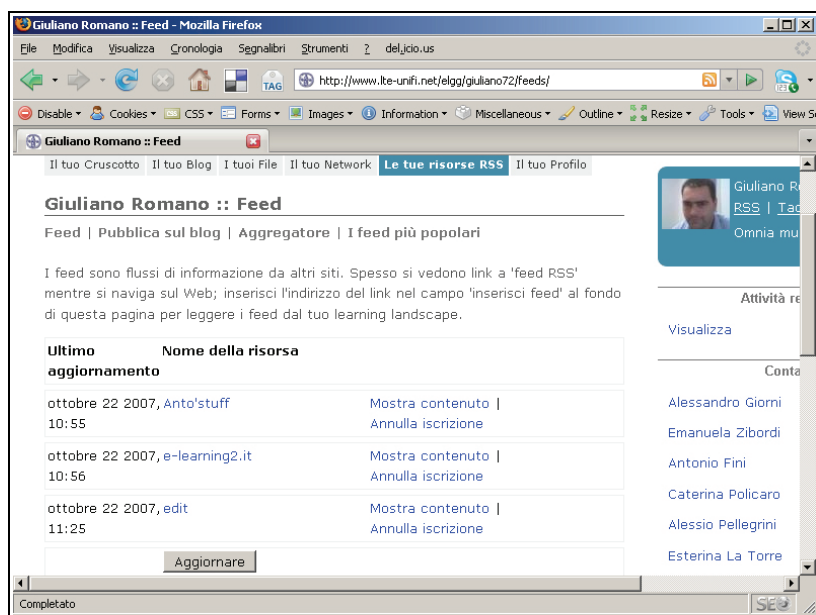 Giuliano Romano :: Feed - Mozilla Firefox
File Modifica Visualizza Cronologia Segnalibri Strumenti ? del.icio.us
TAG http://www.lte-unifi.net/elgg/giuliano72/feeds/
Disable Cookies CSS Forms Images Information Miscellaneous Outline Resize Tools View S
Giuliano Romano :: Feed
Il tuo Cruscotto Il tuo Blog I tuoi File Il tuo Network Le tue risorse RSS Il tuo Profilo
Giuliano Romano :: Feed
Feed | Pubblica sul blog | Aggregatore | I feed più popolari
I feed sono flussi di informazione da altri siti. Spesso si vedono link a 'feed RSS'
mentre si naviga sul Web; inserisci l'indirizzo del link nel campo 'inserisci feed' al fondo
di questa pagina per leggere i feed dal tuo learning landscape.
Ultimo Nome della risorsa
aggiornamento
ottobre 22 2007, Anto'stuff Mostra contenuto |
10:55 Annulla iscrizione
ottobre 22 2007, e-learning2.it Mostra contenuto |
10:56 Annulla iscrizione
ottobre 22 2007, edit Mostra contenuto |
11:25 Annulla iscrizione
Aggiornare
Giuliano R
RSS | Tag
Omnia mu
Attività re
Visualizza
Conta
Alessandro Giorni
Emanuela Zibordi
Antonio Fini
Caterina Policaro
Alessio Pellegrini
Esterina La Torre
Completato